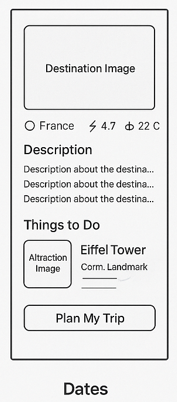 Destination Image
France 4.7 22 C
Description
Description about the destina...
Description about the destina...
Description about the destina...
Things to Do
Altraction
Image
Eiffel Tower
Corm. Landmark
Plan My Trip
Dates